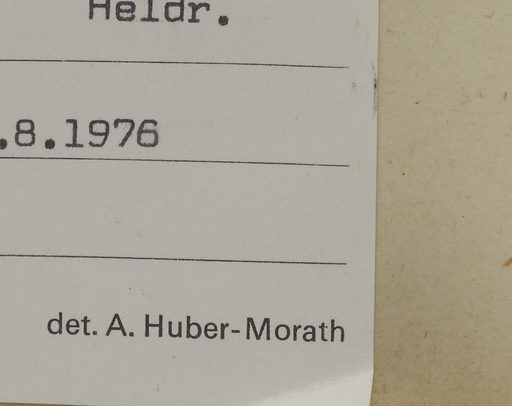 Heldr.
.8.1976
det. A. Huber-Morath